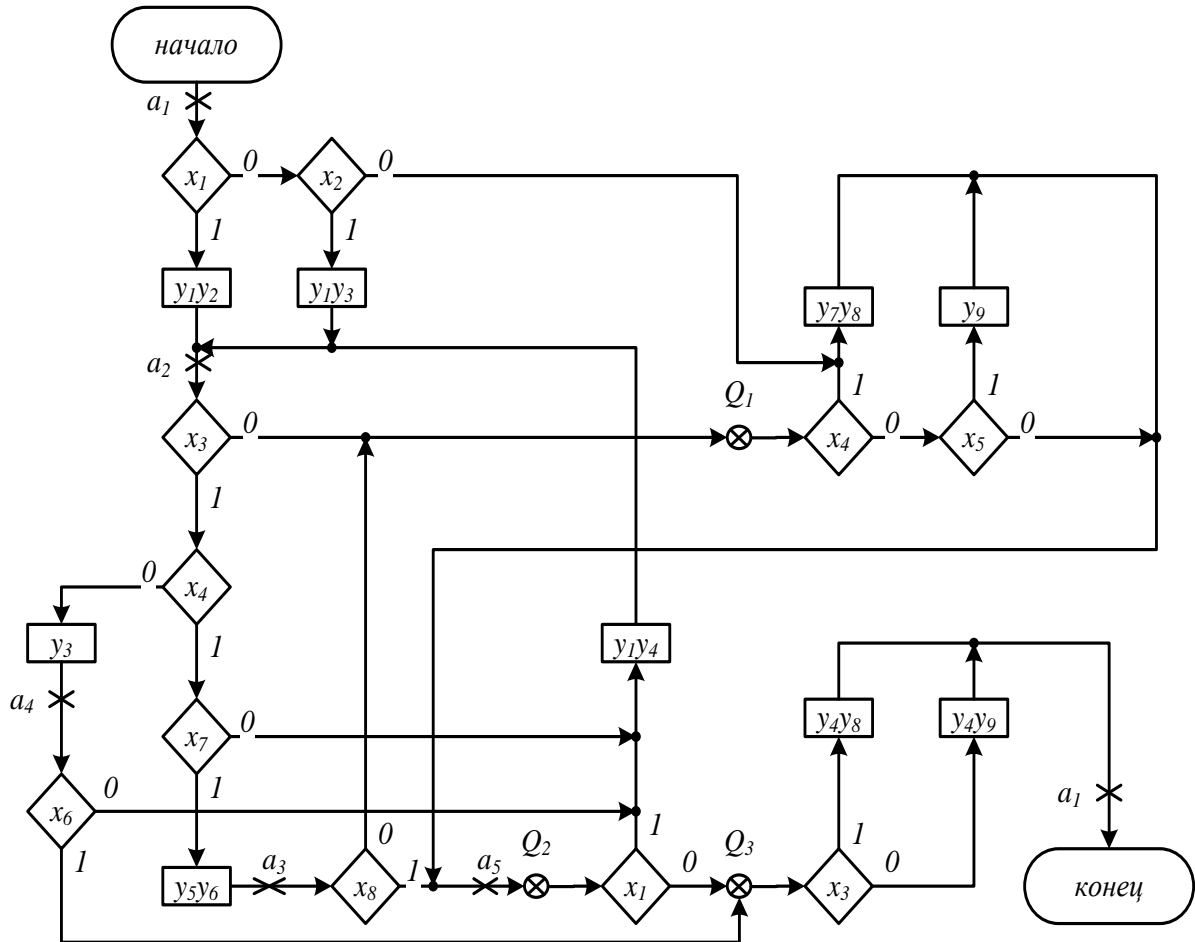 начало
a1
x1 0 x2 0
1 1
y1y2 y1y3 y7y8 y9
a2
Q1 1 1
x3 0 x4 0 x5 0
1
0 x4
y3 1 y1y4
a4 y4y8 y4y9
x7 0
1 a1
x6 0
1 0 1 1
a3 Q2 Q3
y5y6 x8 1 a5 x1 0 x3 0 конец